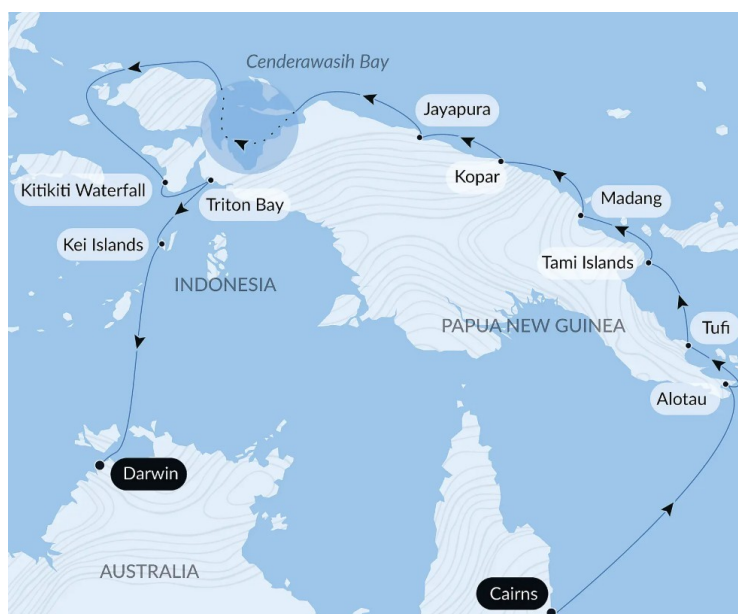 Cenderawasih Bay
Jayapura
Kopar
Kitikiti Waterfall
Triton Bay
Madang
Kei Islands
Tami Islands
INDONESIA
PAPUA NEW GUINEA
Tufi
Alotau
Darwin
AUSTRALIA
Cairns